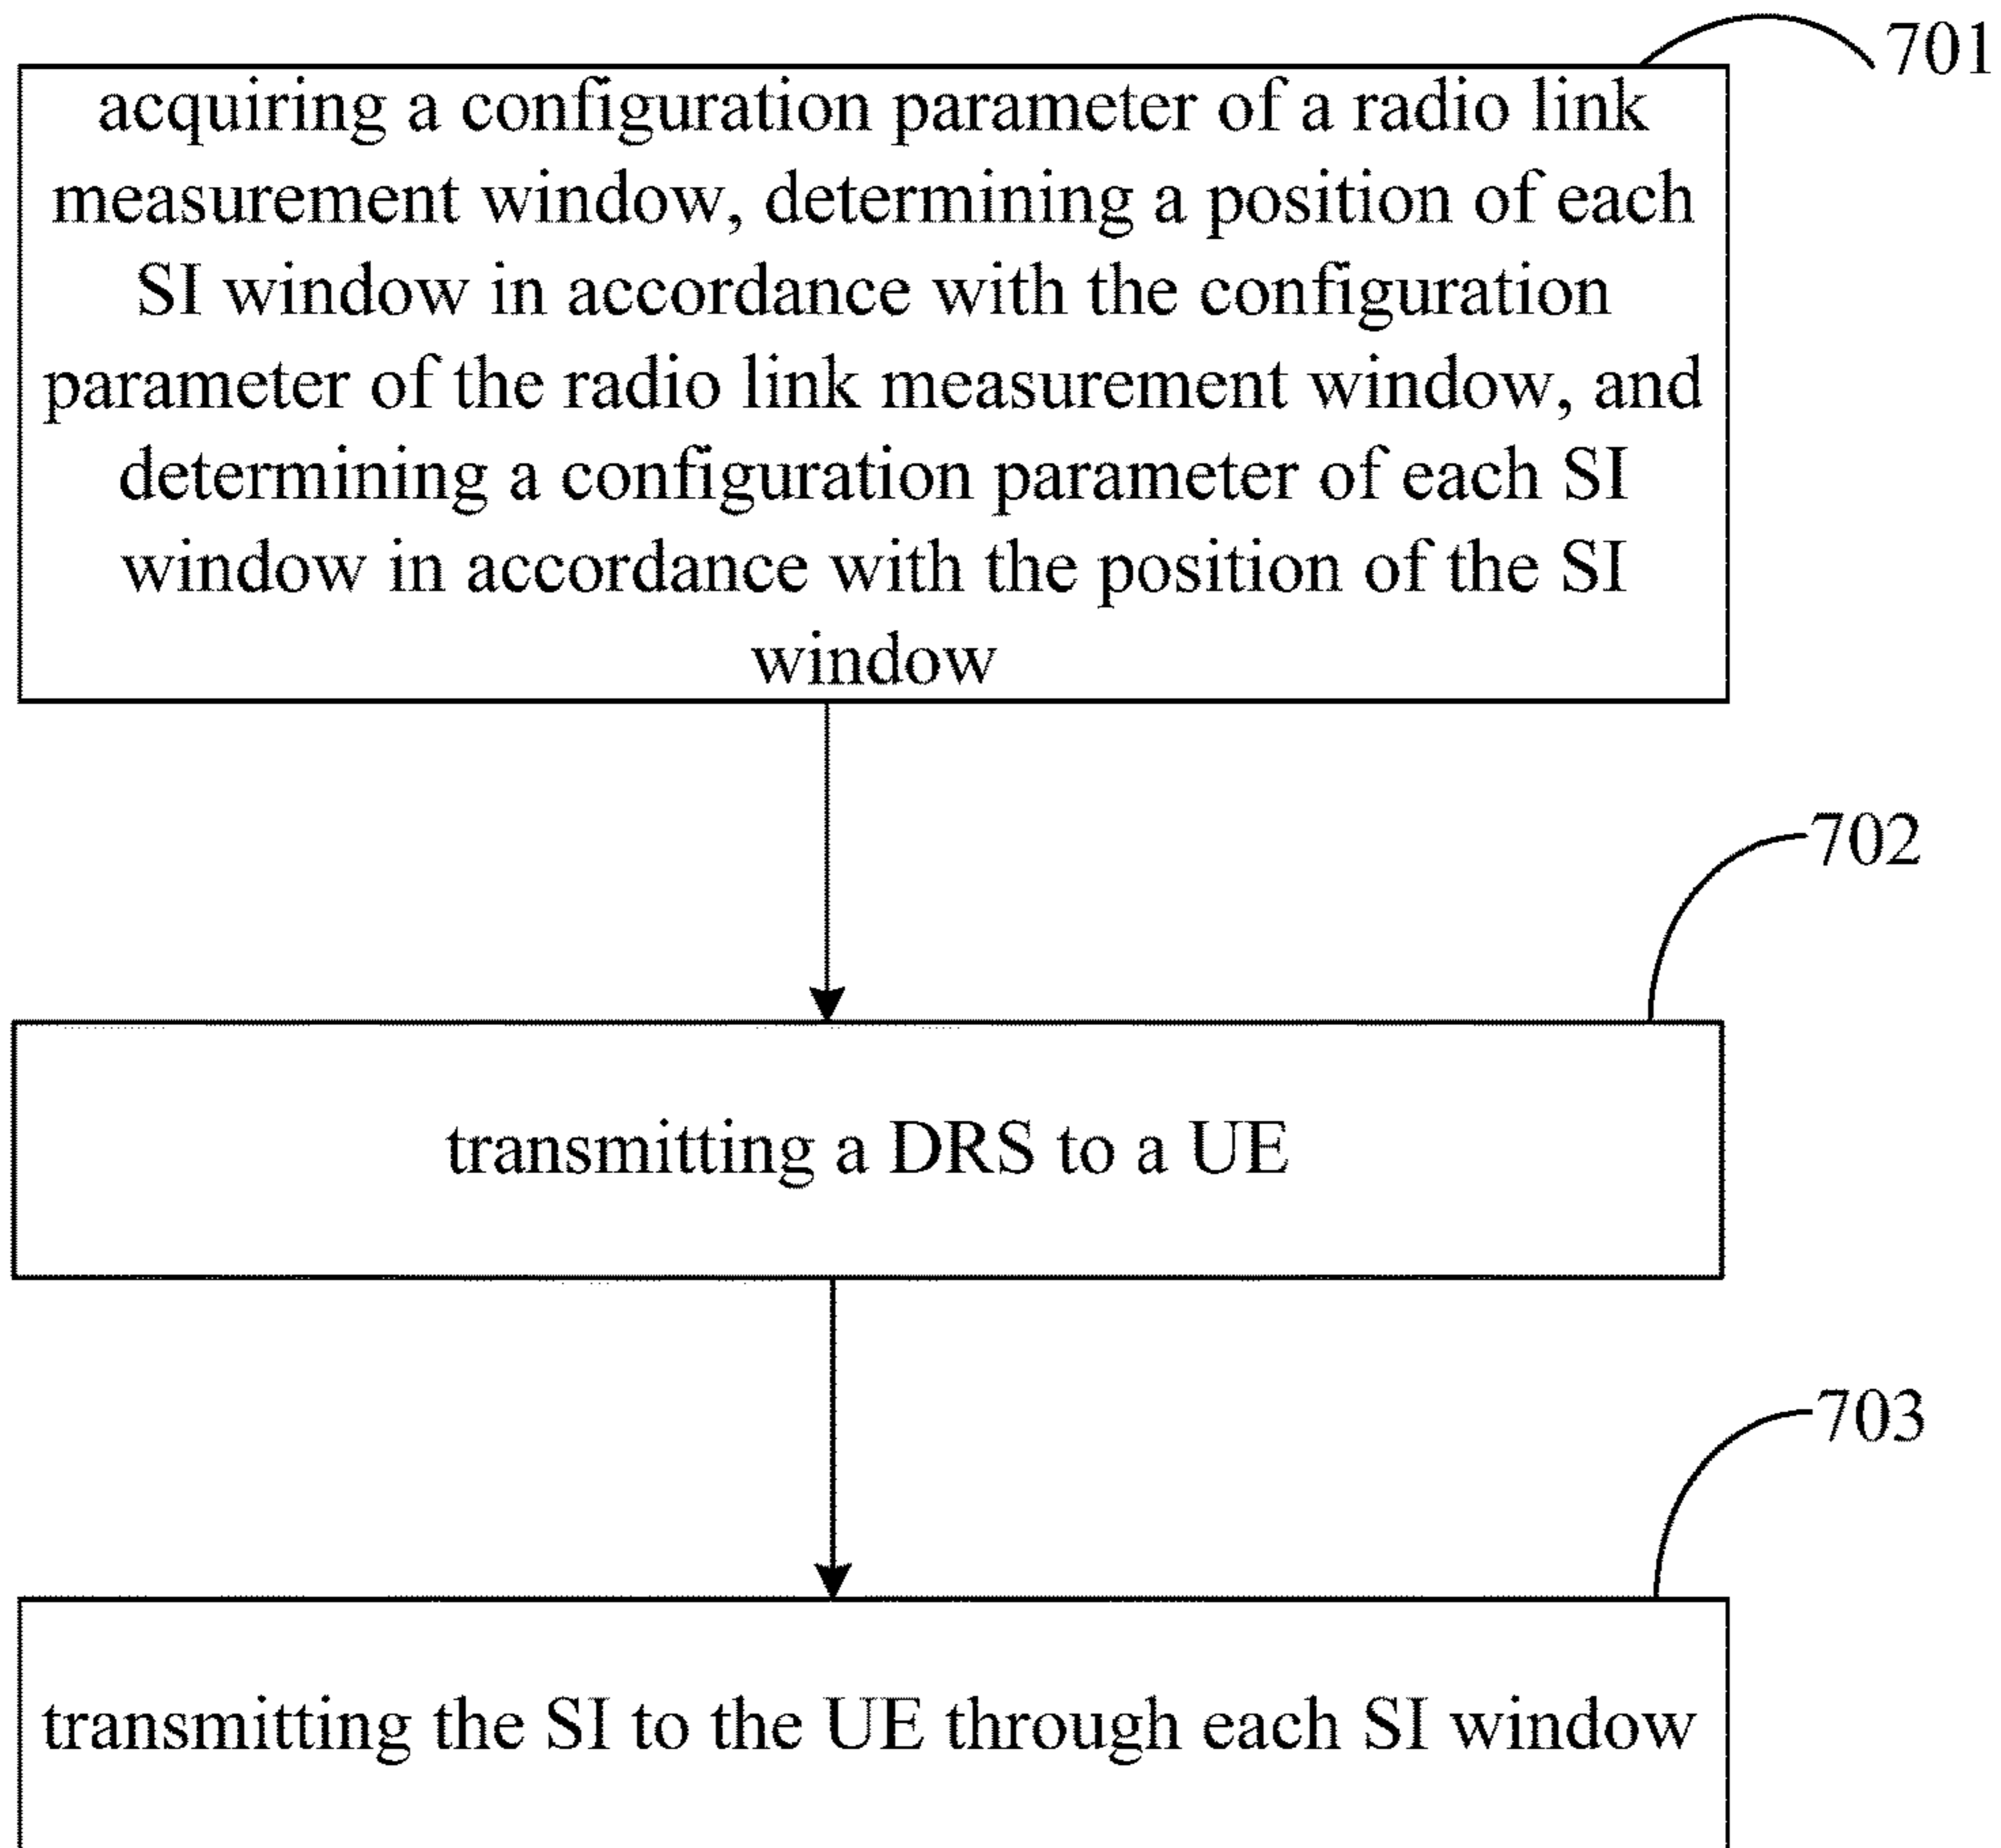 701
acquiring a configuration parameter of a radio link
measurement window, determining a position of each
SI window in accordance with the configuration
parameter of the radio link measurement window, and
determining a configuration parameter of each SI
window in accordance with the position of the SI
window
702
transmitting a DRS to a UE
703
transmitting the SI to the UE through each SI window